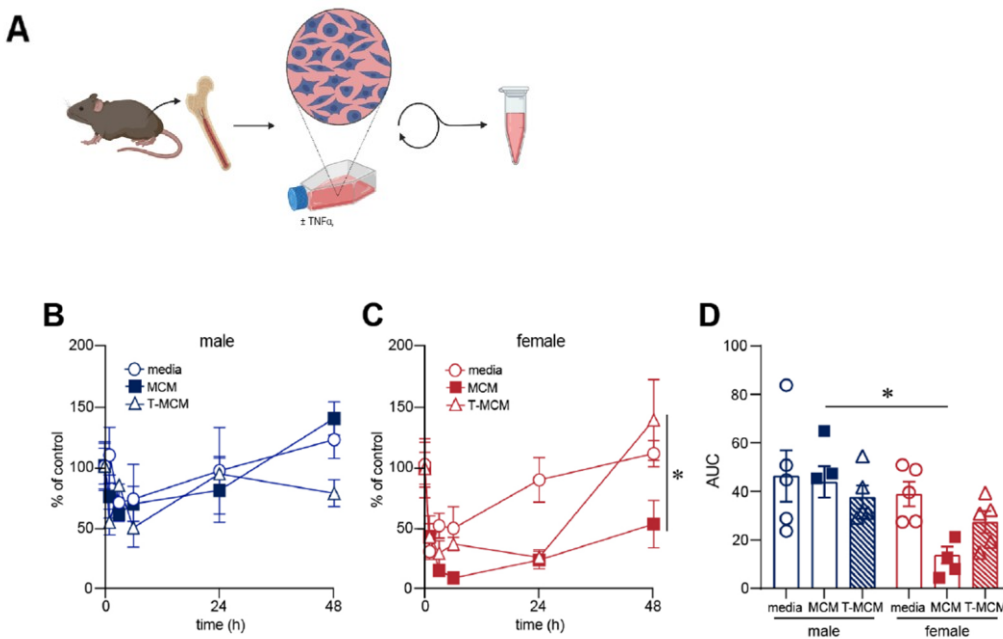 A
± TNFα,
B
male
200
150
100
50
0
% of control
media
MCM
T-MCM
0
24
48
time (h)
C
female
200
150
100
50
0
% of control
media
MCM
T-MCM
*
0
24
48
time (h)
D
100
80
60
40
20
0
AUC
*
media MCM T-MCM media MCM T-MCM
male female